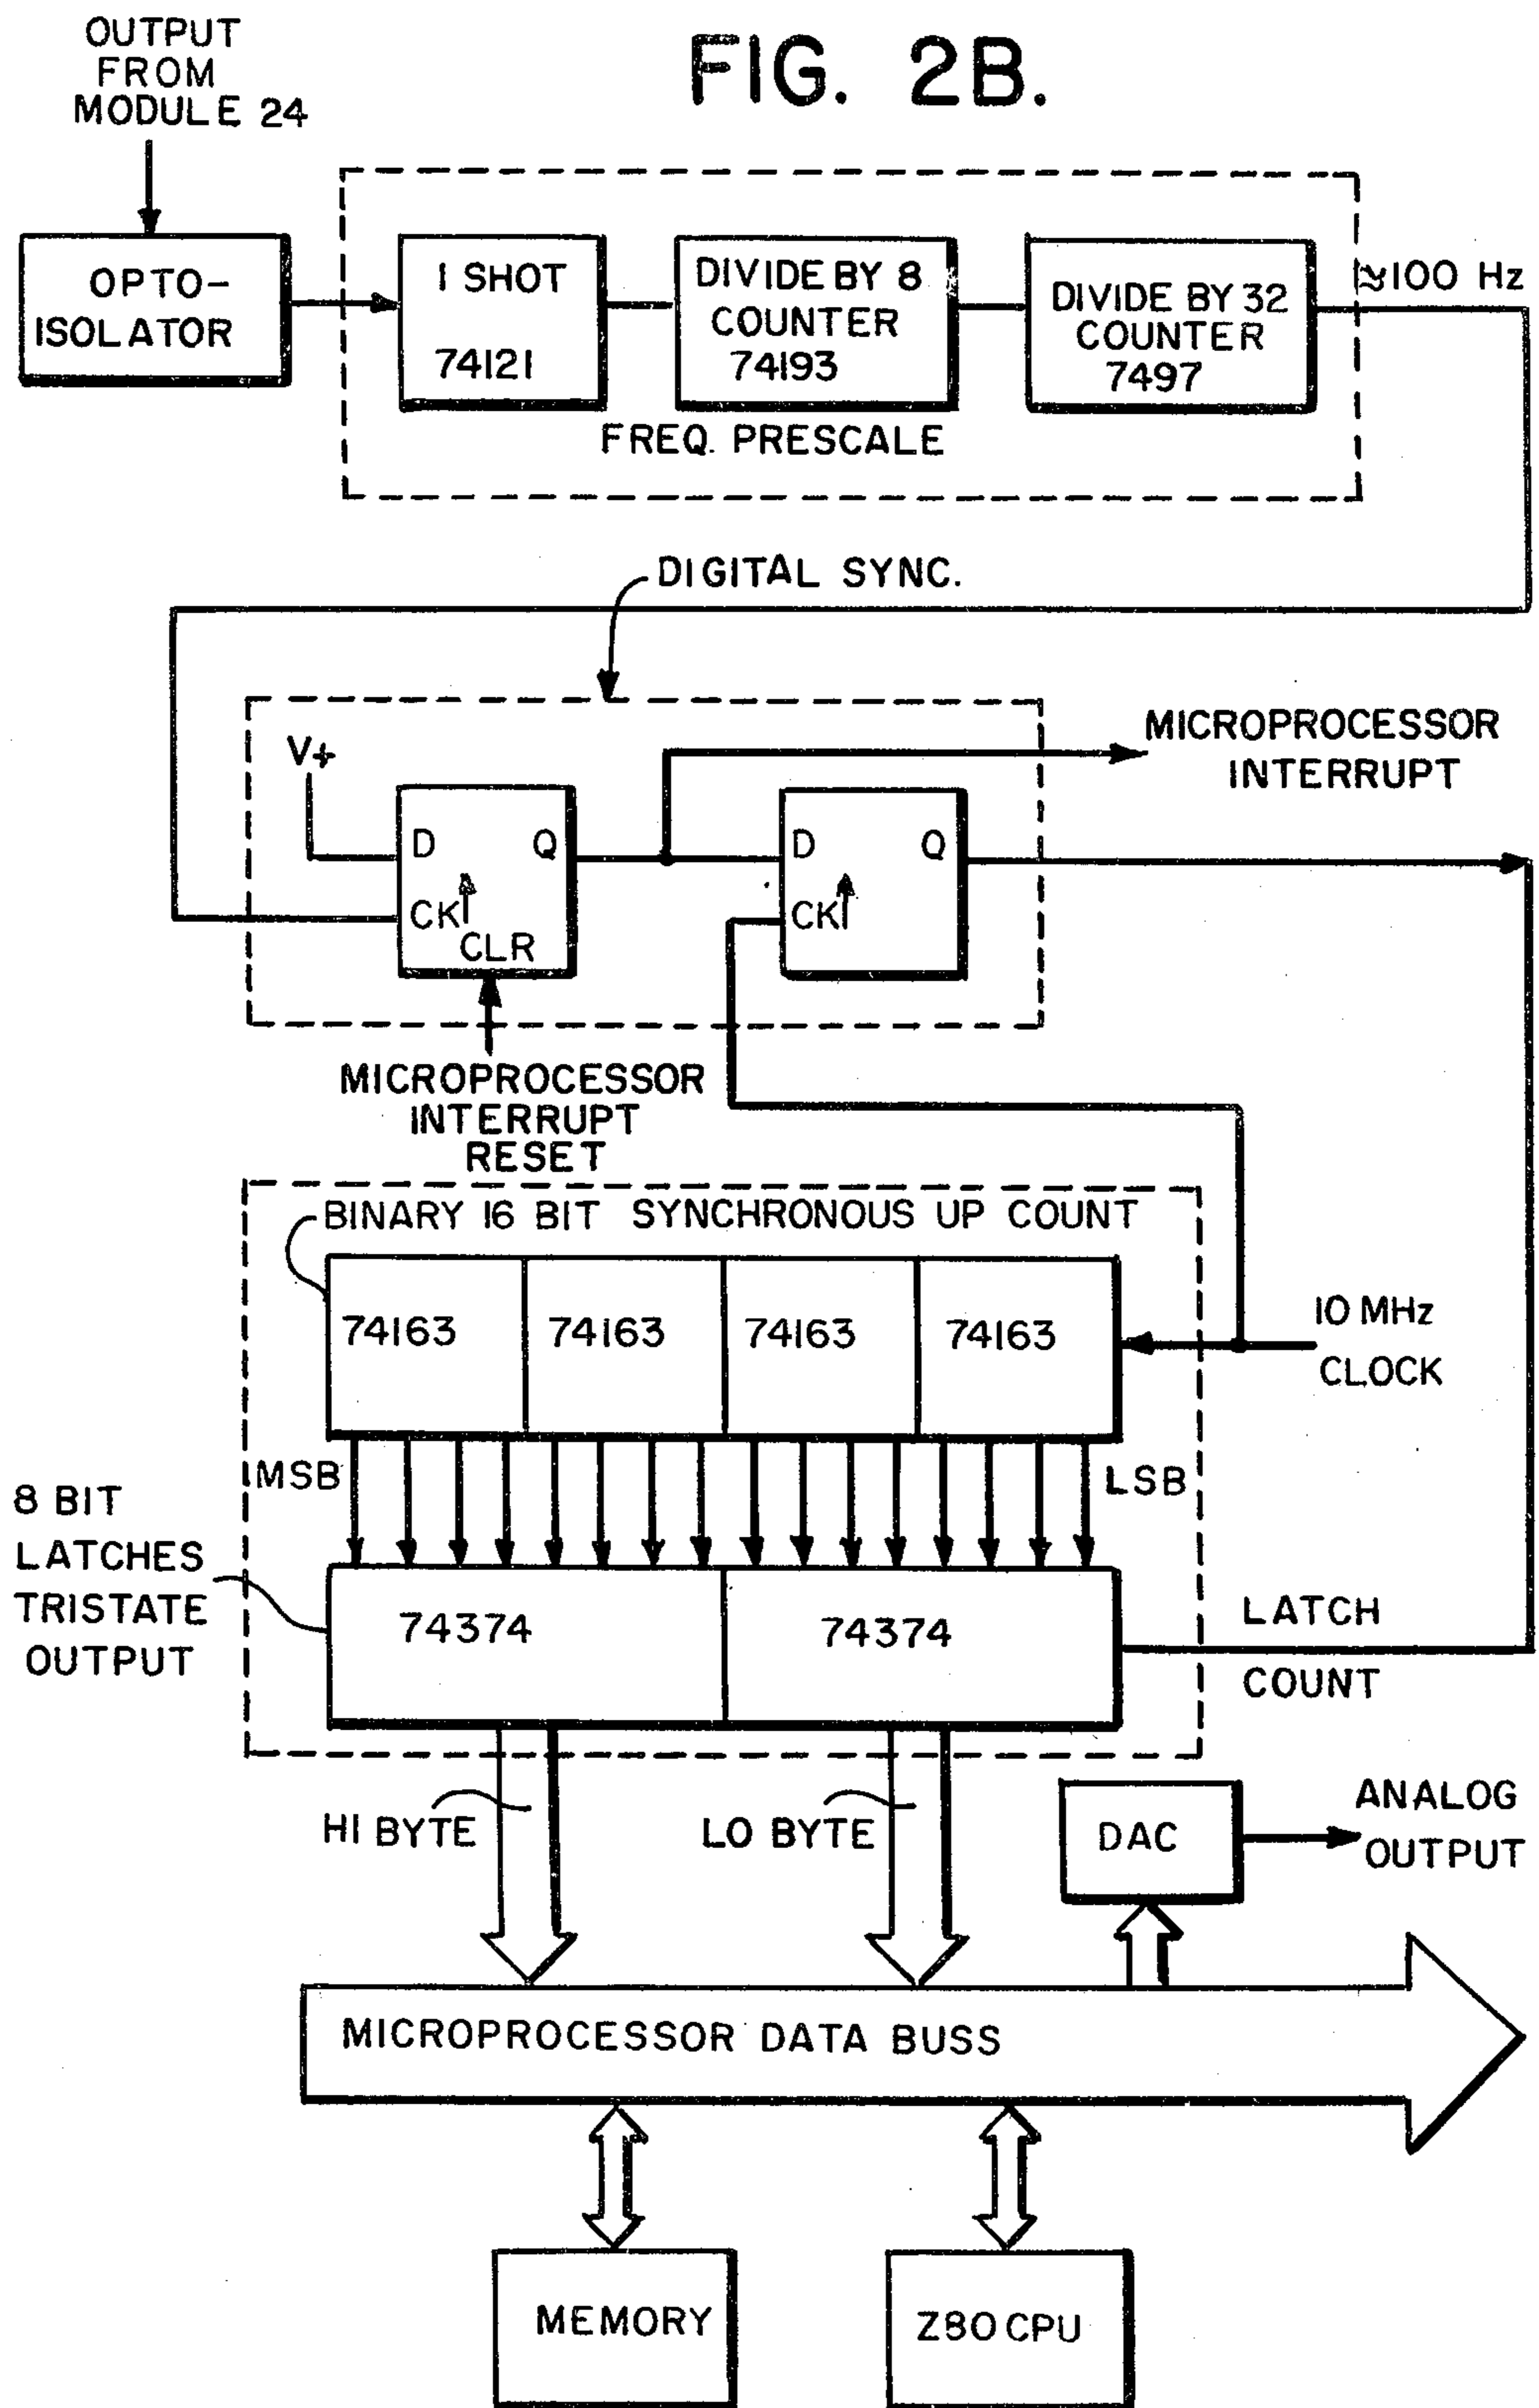 FIG. 2B.
OUTPUT
FROM
MODULE 24
OPTO-
ISOLATOR
1 SHOT
74121
DIVIDE BY 8
COUNTER
74193
DIVIDE BY 32
COUNTER
7497
≈100 Hz
FREQ. PRESCALE
DIGITAL SYNC.
MICROPROCESSOR
INTERRUPT
V+
D
Q
CK
CLR
D
Q
CK
MICROPROCESSOR
INTERRUPT
RESET
BINARY 16 BIT SYNCHRONOUS UP COUNT
74163
74163
74163
74163
10 MHz
CLOCK
MSB
LSB
8 BIT
LATCHES
TRISTATE
OUTPUT
74374
74374
LATCH
COUNT
HI BYTE
LO BYTE
DAC
ANALOG
OUTPUT
MICROPROCESSOR DATA BUSS
MEMORY
Z80 CPU